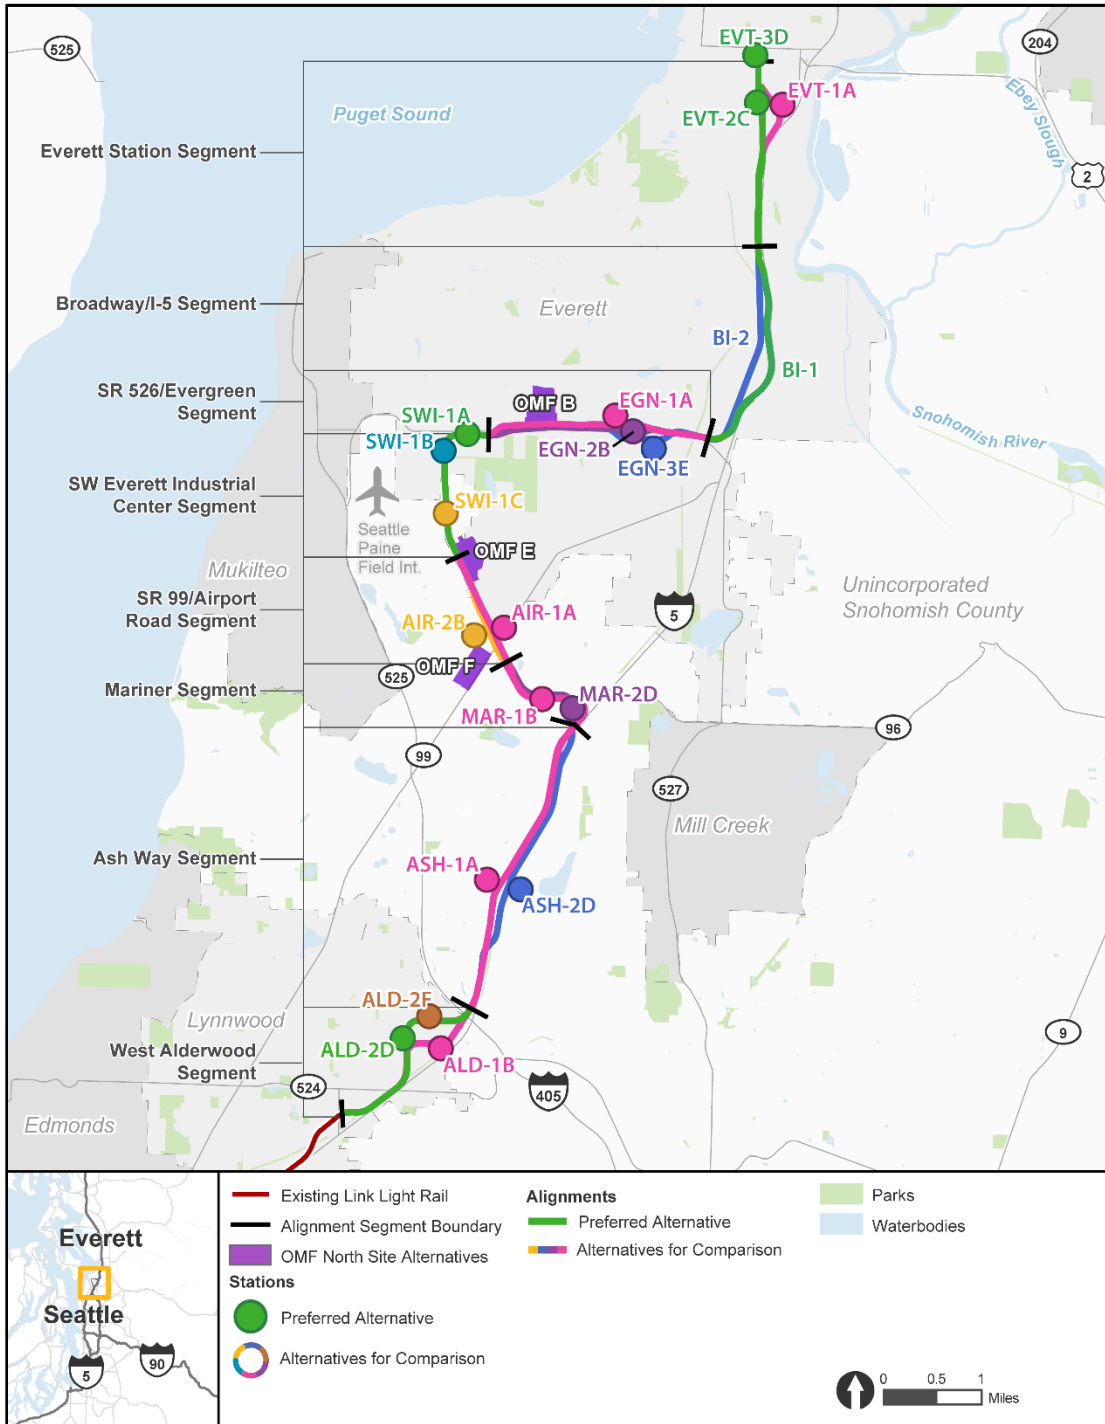 525
EVT-3D
204
Puget Sound
EVT-1A
Ebey Slough
EVT-2C
Everett Station Segment
2
Broadway/I-5 Segment
Everett
BI-2
BI-1
SR 526/Evergreen
Segment
OMF B
EGN-1A
SWI-1A
Snohomish River
SWI-1B
EGN-2B
EGN-3E
SW Everett Industrial
Center Segment
SWI-1C
Seattle
Paine
Field Int.
OMF E
Mukilteo
Unincorporated
Snohomish County
SR 99/Airport
Road Segment
5
AIR-1A
AIR-2B
OMF F
525
Mariner Segment
MAR-2D
MAR-1B
96
99
527
Mill Creek
Ash Way Segment
ASH-1A
ASH-2D
ALD-2F
Lynnwood
ALD-2D
ALD-1B
9
West Alderwood
Segment
524
405
Edmonds
Everett
Seattle
5
90
Existing Link Light Rail
Alignment Segment Boundary
OMF North Site Alternatives
Stations
Preferred Alternative
Alternatives for Comparison
Alignments
Preferred Alternative
Alternatives for Comparison
Parks
Waterbodies
0 0.5 1
Miles